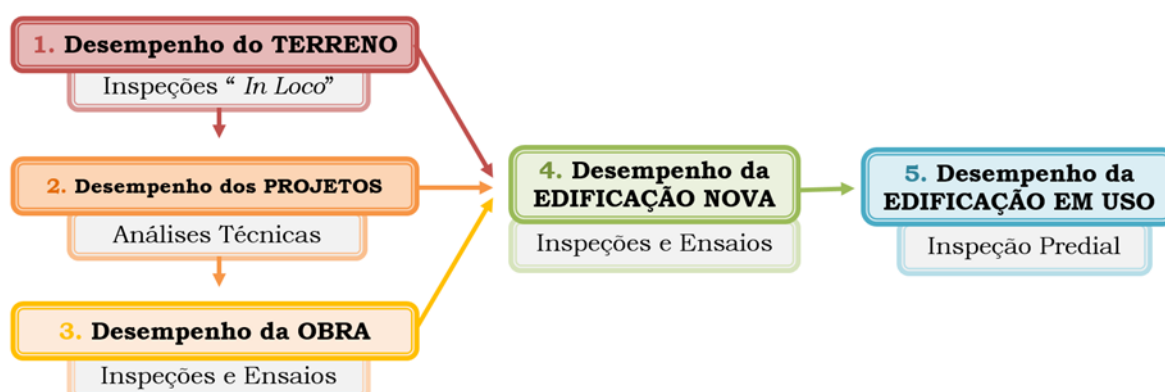 1. Desempenho do TERRENO
Inspeções “ In Loco”
2. Desempenho dos PROJETOS
Análises Técnicas
3. Desempenho da OBRA
Inspeções e Ensaios
4. Desempenho da
EDIFICAÇÃO NOVA
Inspeções e Ensaios
5. Desempenho da
EDIFICAÇÃO EM USO
Inspeção Predial